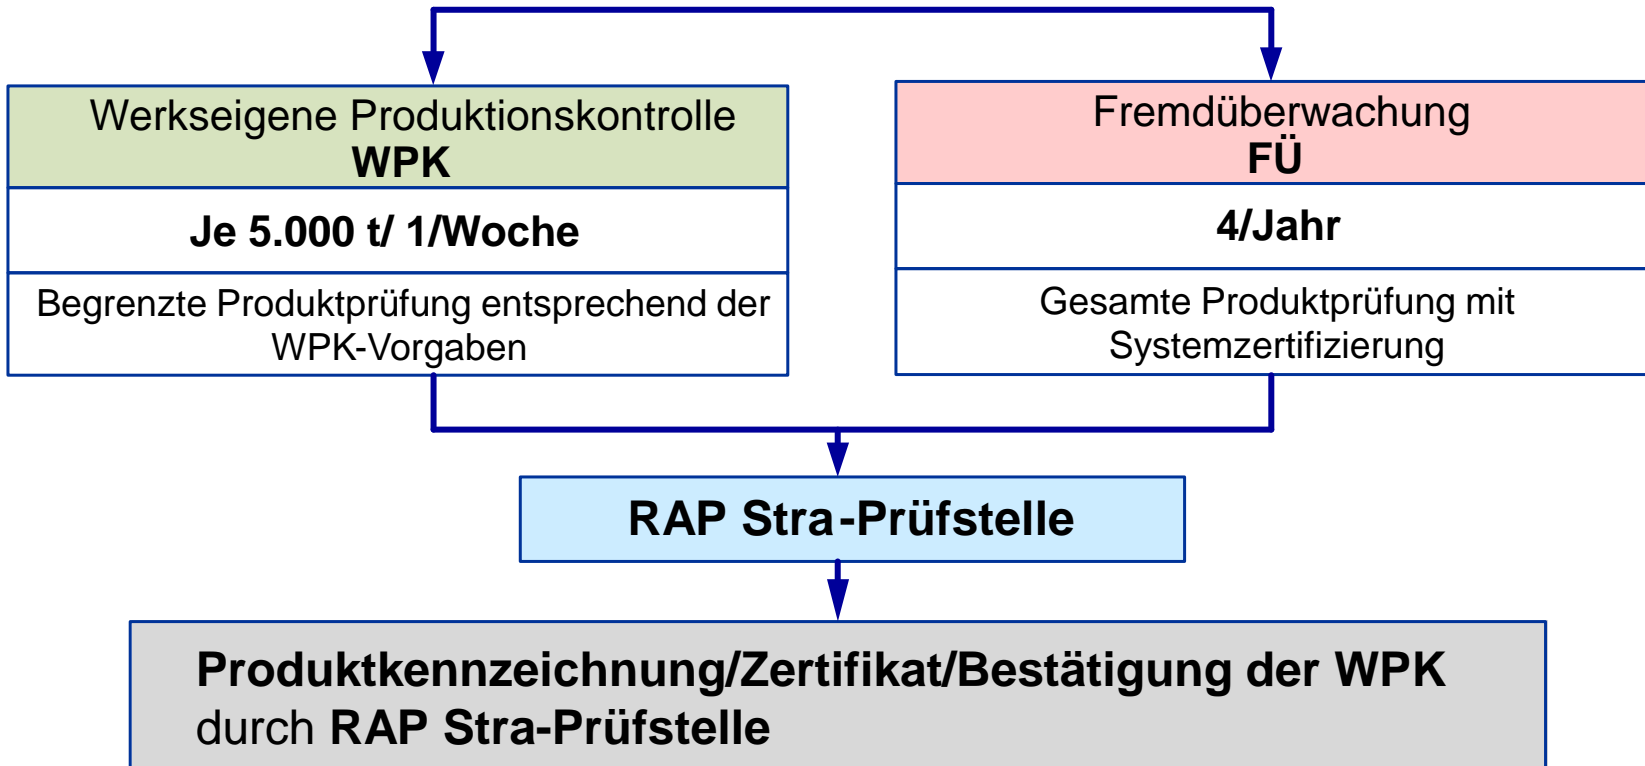 Werkseigene Produktionskontrolle
WPK
Je 5.000 t/ 1/Woche
Begrenzte Produktprüfung entsprechend der
WPK-Vorgaben
Fremdüberwachung
FÜ
4/Jahr
Gesamte Produktprüfung mit
Systemzertifizierung
RAP Stra-Prüfstelle
Produktkennzeichnung/Zertifikat/Bestätigung der WPK
durch RAP Stra-Prüfstelle